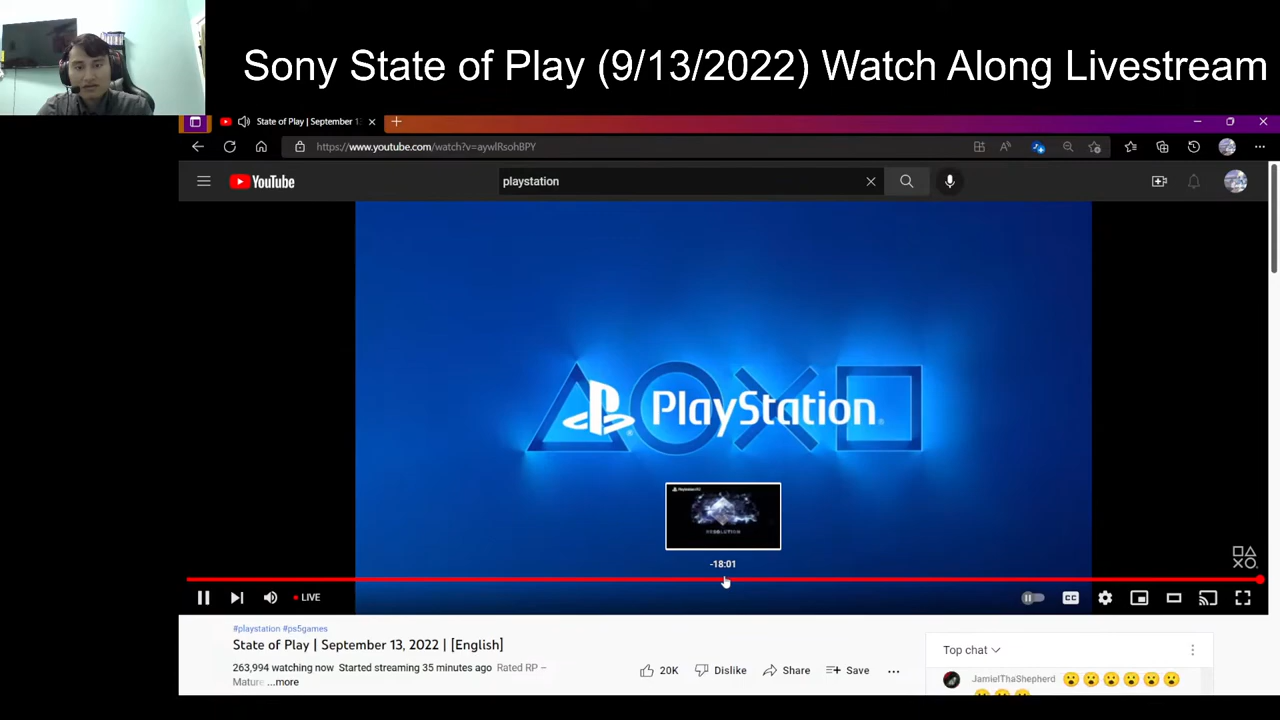 Sony State of Play (9/13/2022) Watch Along Livestream
State of Play | September 1
https://www.youtube.com/watch?v=aywlRsohBPY
YouTube
playstation
PlayStation
-18:01
LIVE
CC
#playstation #ps5games
State of Play | September 13, 2022 | [English]
263,994 watching now Started streaming 35 minutes ago Rated RP –
Mature ...more
20K
Dislike
Share
Save
Top chat
JamielThaShepherd